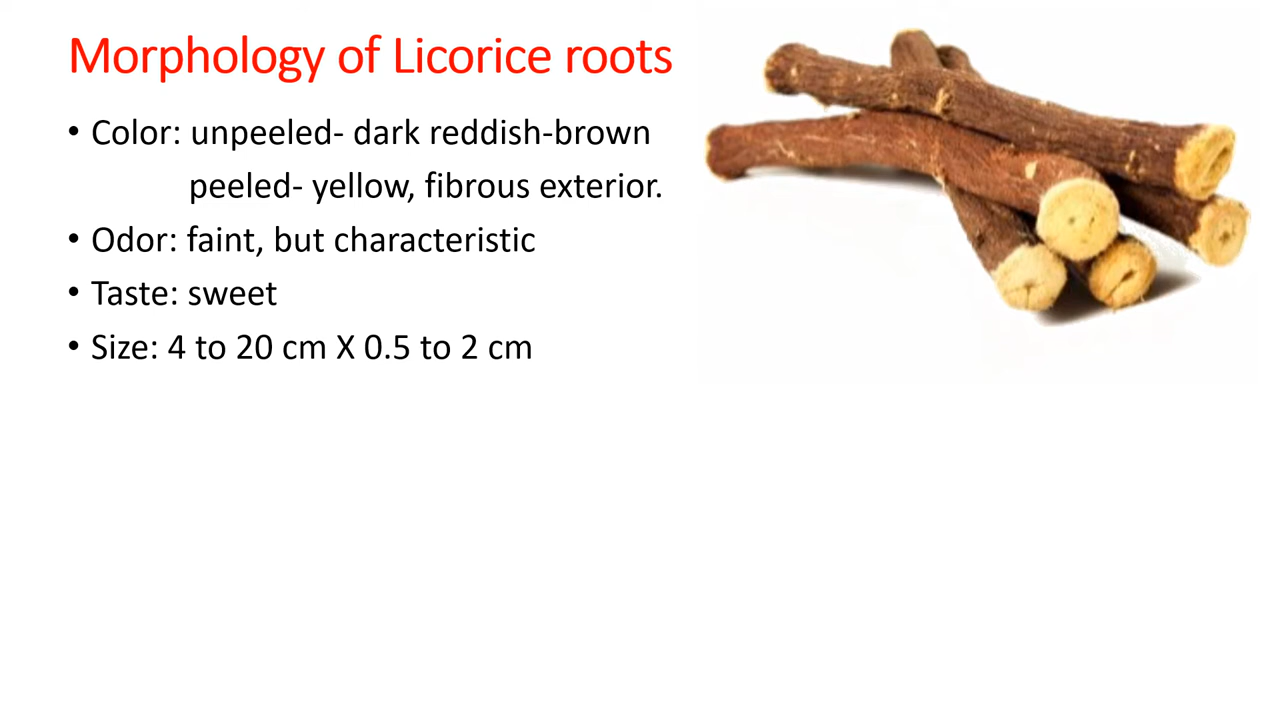 Morphology of Licorice roots
• Color: unpeeled- dark reddish-brown
peeled- yellow, fibrous exterior.
• Odor: faint, but characteristic
• Taste: sweet
• Size: 4 to 20 cm X 0.5 to 2 cm